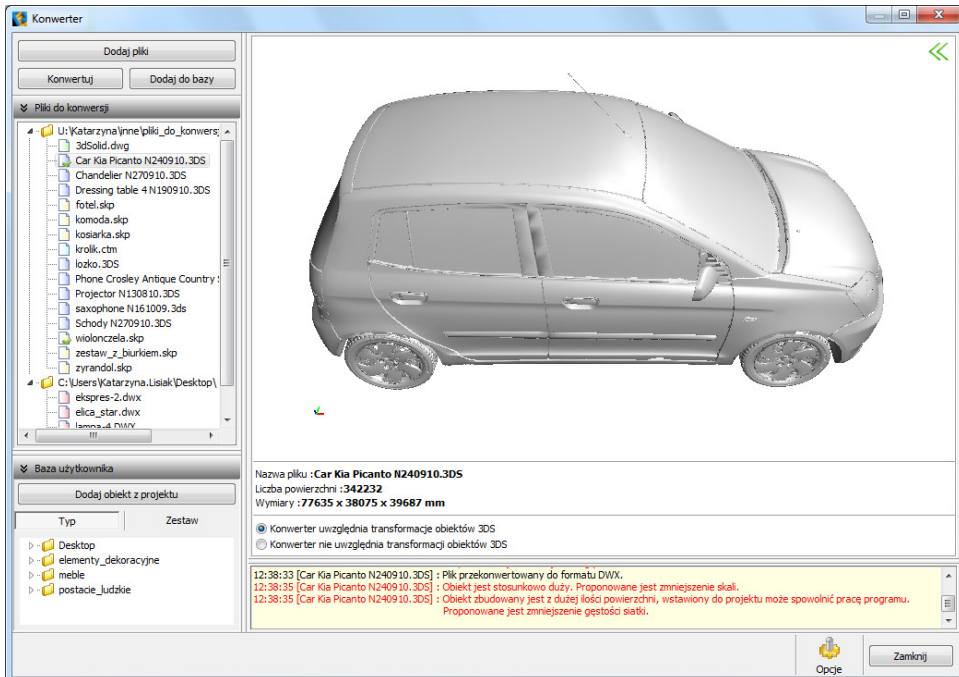 Konwerter
Dodaj pliki
Konwertuj
Dodaj do bazy
Pliki do konwersji
U:\Katarzyna\inne\pliki_do_konwers
3dSolid.dwg
Car Kia Picanto N240910.3DS
Chandelier N270910.3DS
Dressing table 4 N190910.3DS
fotel.skp
komoda.skp
kosiarka.skp
krolik.ctm
lozko.3DS
Phone Crosley Antique Country
Projector N130810.3DS
saxophone N161009.3ds
Schody N270910.3DS
wiolonczela.skp
zestaw_z_biurkiem.skp
zyrandol.skp
C:\Users\Katarzyna.Lisiak\Desktop\
ekspres-2.dwx
elica_star.dwx
lampa-4.DWX
Baza użytkownika
Dodaj obiekt z projektu
Typ
Zestaw
Desktop
elementy_dekoracyjne
meble
postacie_ludzkie
Nazwa pliku :Car Kia Picanto N240910.3DS
Liczba powierzchni :342232
Wymiary :77635 x 38075 x 39687 mm
Konwerter uwzględnia transformacje obiektów 3DS
Konwerter nie uwzględnia transformacji obiektów 3DS
12:38:33 [Car Kia Picanto N240910.3DS] : Plik przekonwertowany do formatu DWX.
12:38:35 [Car Kia Picanto N240910.3DS] : Obiekt jest stosunkowo duży. Proponowane jest zmniejszenie skali.
12:38:35 [Car Kia Picanto N240910.3DS] : Obiekt zbudowany jest z dużej ilości powierzchni, wstawiony do projektu może spowolnić pracę programu.
Proponowane jest zmniejszenie gęstości siatki.
Opcje
Zamknij